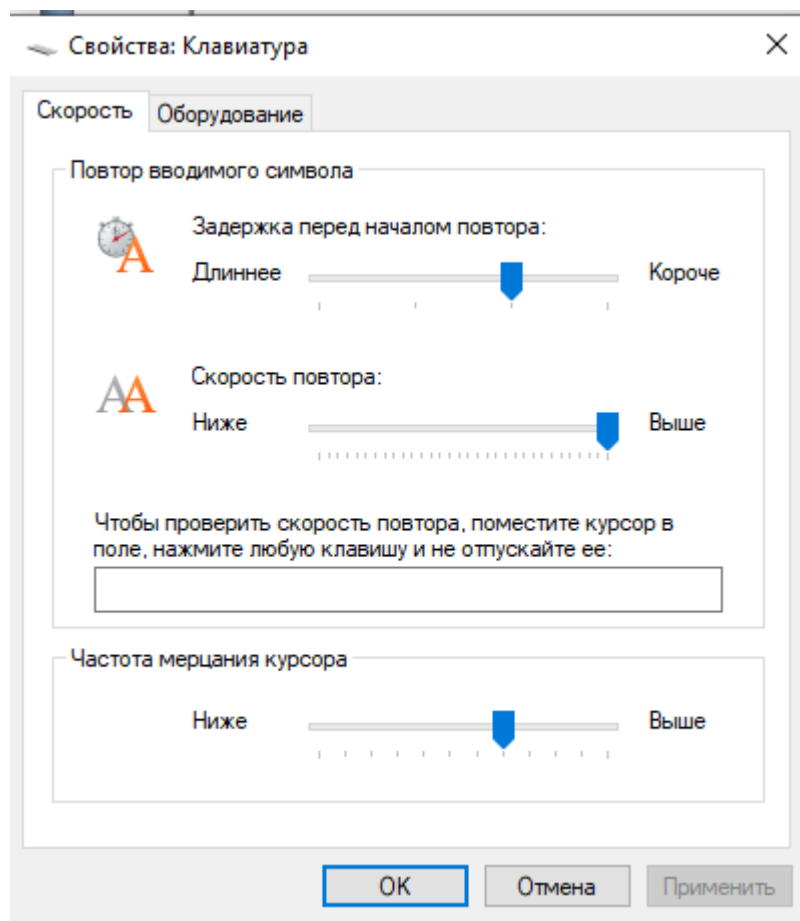 Свойства: Клавиатура
Скорость
Оборудование
Повтор вводимого символа
Задержка перед началом повтора:
Длиннее
Короче
Скорость повтора:
Ниже
Выше
Чтобы проверить скорость повтора, поместите курсор в
поле, нажмите любую клавишу и не отпускайте ее:
Частота мерцания курсора
Ниже
Выше
OK
Отмена
Применить